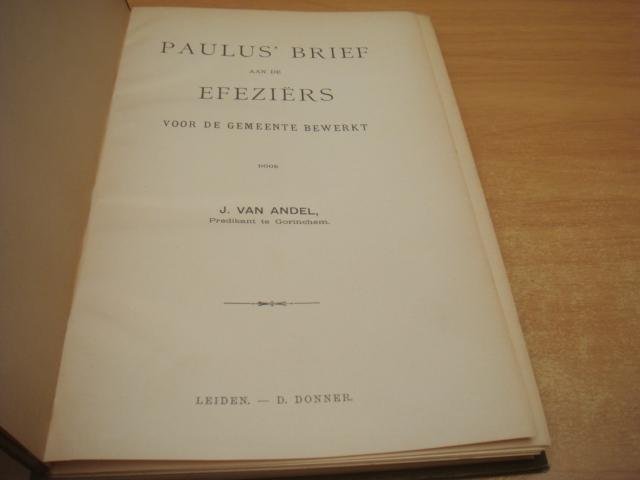 PAULUS' BRIEF
AAN DE
EFEZIËRS
VOOR DE GEMEENTE BEWERKT
DOOR
J. VAN ANDEL,
Predikant te Gorinchem.
LEIDEN. — D. DONNER.